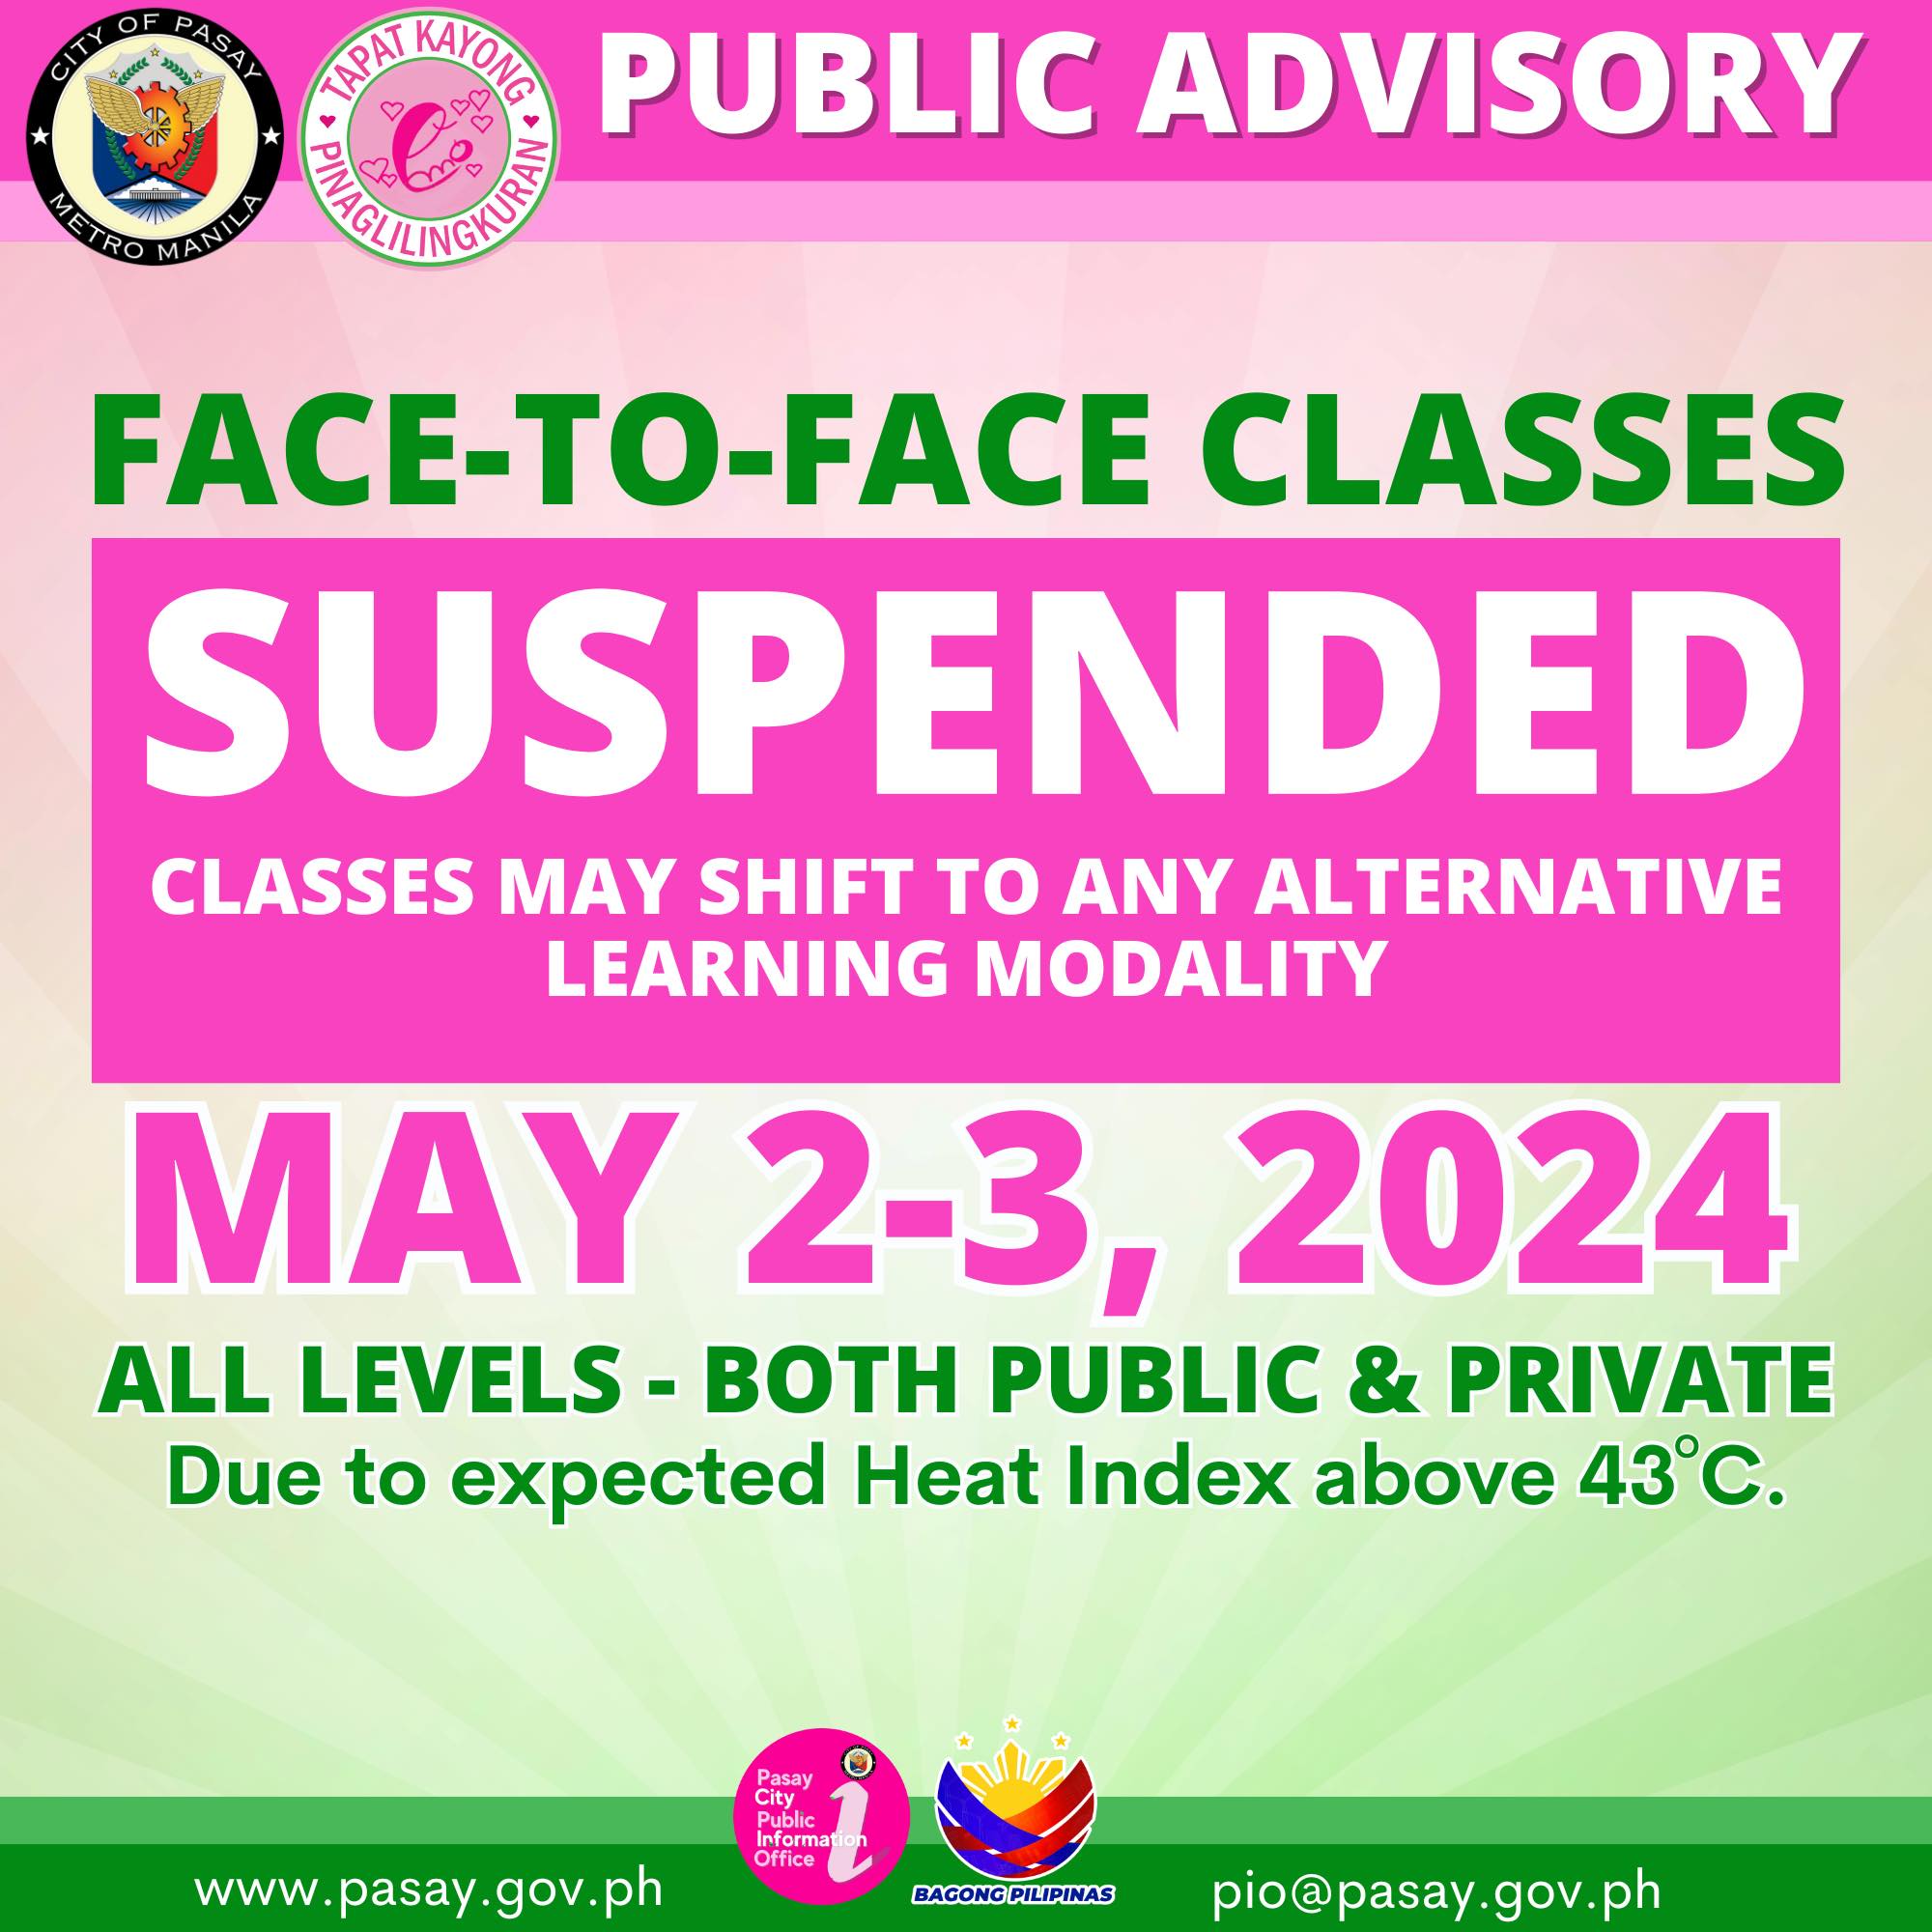 CITY OF PASAY
METRO MANILA
TAPAT KAYONG
PINAGLILINGKURAN
PUBLIC ADVISORY
FACE-TO-FACE CLASSES
SUSPENDED
CLASSES MAY SHIFT TO ANY ALTERNATIVE
LEARNING MODALITY
MAY 2-3, 2024
ALL LEVELS - BOTH PUBLIC & PRIVATE
Due to expected Heat Index above 43°C.
Pasay
City
Public
Information
Office
i
BAGONG PILIPINAS
www.pasay.gov.ph
pio@pasay.gov.ph